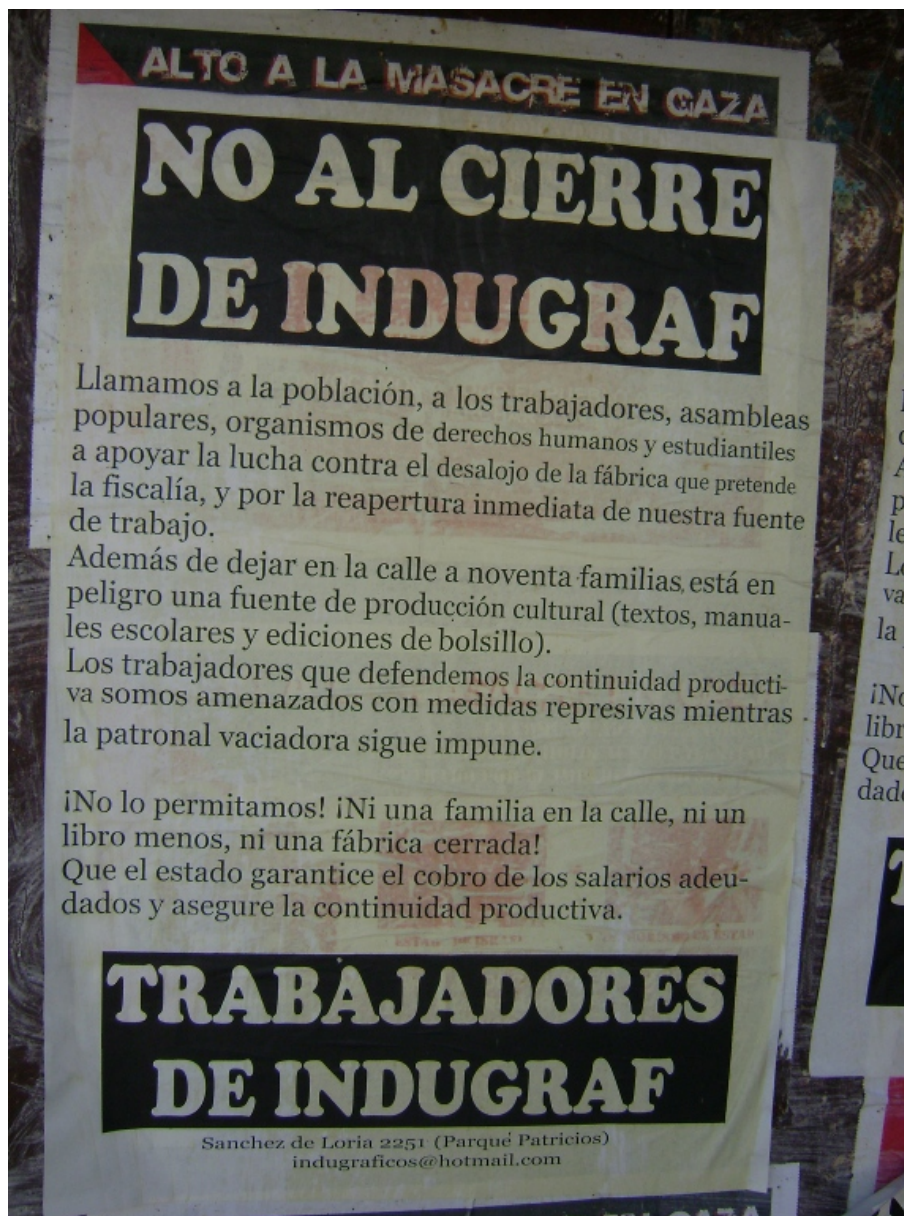 ALTO A LA MASACRE EN GAZA
NO AL CIERRE
DE INDUGRAF
Llamamos a la población, a los trabajadores, asambleas
populares, organismos de derechos humanos y estudiantiles
a apoyar la lucha contra el desalojo de la fábrica que pretende
la fiscalía, y por la reapertura inmediata de nuestra fuente
de trabajo.
Además de dejar en la calle a noventa familias, está en
peligro una fuente de producción cultural (textos, manua-
les escolares y ediciones de bolsillo).
Los trabajadores que defendemos la continuidad producti-
va somos amenazados con medidas represivas mientras
la patronal vaciadora sigue impune.
¡No lo permitamos! ¡Ni una familia en la calle, ni un
libro menos, ni una fábrica cerrada!
Que el estado garantice el cobro de los salarios adeu-
dados y asegure la continuidad productiva.
TRABAJADORES
DE INDUGRAF
Sanchez de Loria 2251 (Parque Patricios)
indugraficos@hotmail.com
EN GAZA